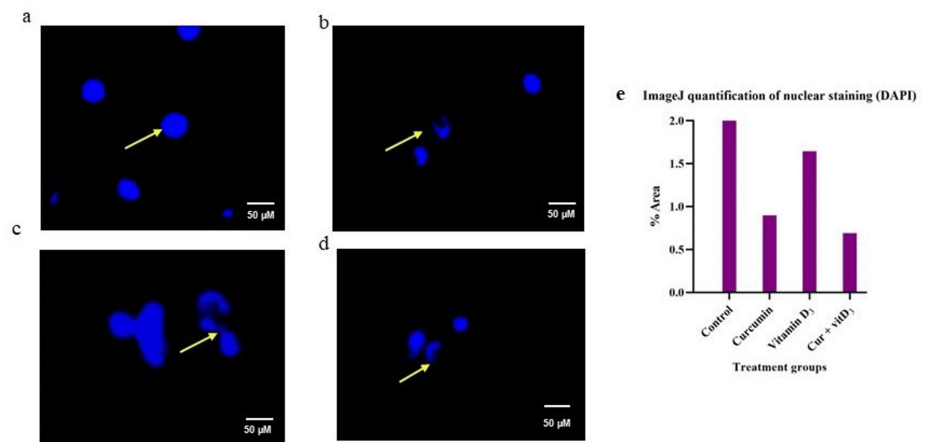 a
50 µM
b
50 µM
c
50 µM
d
50 µM
e
ImageJ quantification of nuclear staining (DAPI)
% Area
2.0
1.5
1.0
0.5
0.0
Control
Curcumin
Vitamin D₃
Cur + vitD₃
Treatment groups